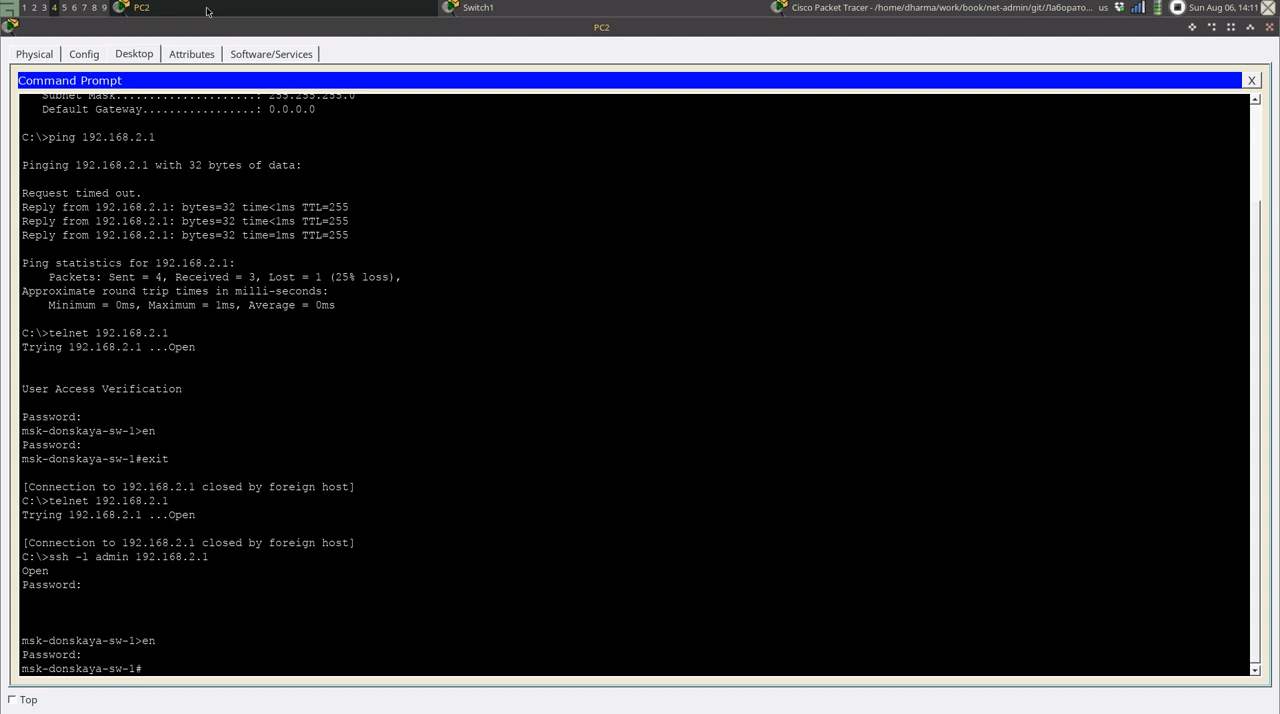 1 2 3 4 5 6 7 8 9 PC2 Switch1 Cisco Packet Tracer - /home/dharma/work/book/net-admin/git//Лаборато... us Sun Aug 06, 14:11
PC2
Physical Config Desktop Attributes Software/Services
Command Prompt X
Subnet Mask.....................: 255.255.255.0
Default Gateway.................: 0.0.0.0
C:\>ping 192.168.2.1
Pinging 192.168.2.1 with 32 bytes of data:
Request timed out.
Reply from 192.168.2.1: bytes=32 time<1ms TTL=255
Reply from 192.168.2.1: bytes=32 time<1ms TTL=255
Reply from 192.168.2.1: bytes=32 time=1ms TTL=255
Ping statistics for 192.168.2.1:
Packets: Sent = 4, Received = 3, Lost = 1 (25% loss),
Approximate round trip times in milli-seconds:
Minimum = 0ms, Maximum = 1ms, Average = 0ms
C:\>telnet 192.168.2.1
Trying 192.168.2.1 ...Open
User Access Verification
Password:
msk-donskaya-sw-1>en
Password:
msk-donskaya-sw-1#exit
[Connection to 192.168.2.1 closed by foreign host]
C:\>telnet 192.168.2.1
Trying 192.168.2.1 ...Open
[Connection to 192.168.2.1 closed by foreign host]
C:\>ssh -l admin 192.168.2.1
Open
Password:
msk-donskaya-sw-1>en
Password:
msk-donskaya-sw-1#
Top